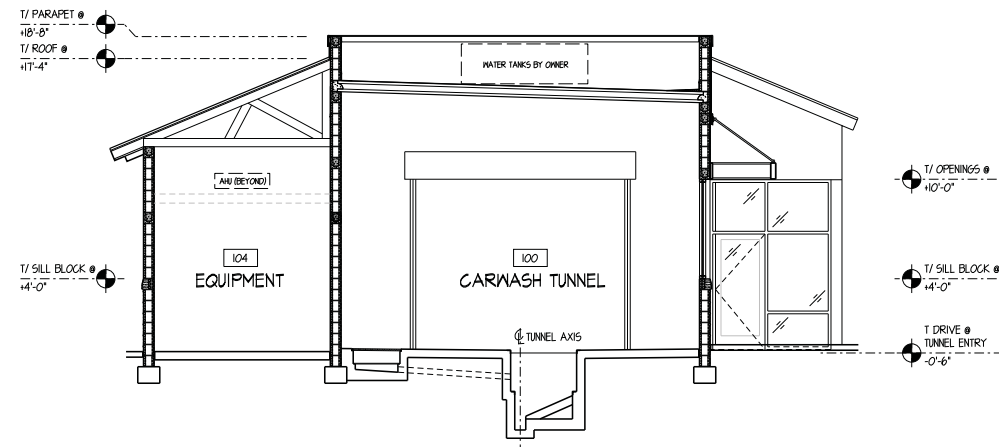 T/ PARAPET @
+18'-8"
T/ ROOF @
+17'-4"
WATER TANKS BY OWNER
AHU (BEYOND)
T/ OPENINGS @
+10'-0"
104
EQUIPMENT
100
CARWASH TUNNEL
T/ SILL BLOCK @
+4'-0"
T/ SILL BLOCK @
+4'-0"
℄ TUNNEL AXIS
T DRIVE @
TUNNEL ENTRY
-0'-6"